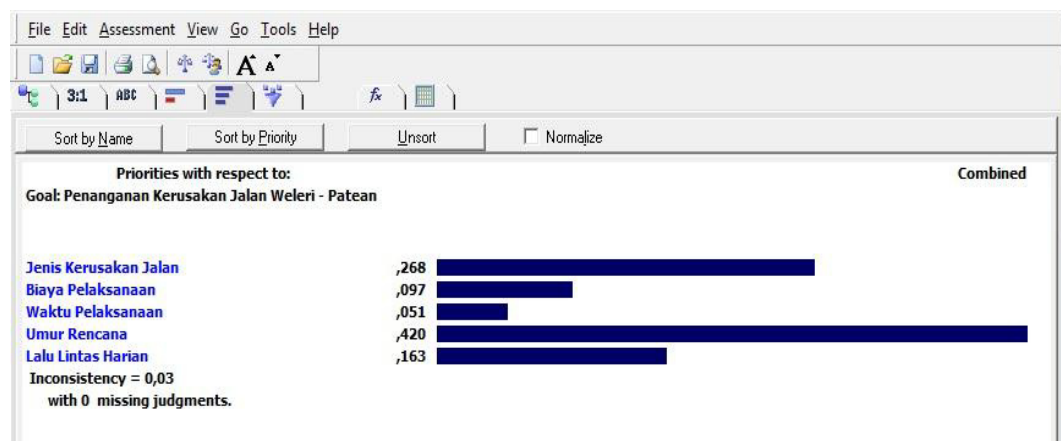 File Edit Assessment View Go Tools Help
A A
3:1 ABC fx
Sort by Name Sort by Priority Unsort Normalize
Priorities with respect to: Combined
Goal: Penanganan Kerusakan Jalan Weleri - Patean
Jenis Kerusakan Jalan ,268
Biaya Pelaksanaan ,097
Waktu Pelaksanaan ,051
Umur Rencana ,420
Lalu Lintas Harian ,163
Inconsistency = 0,03
with 0 missing judgments.